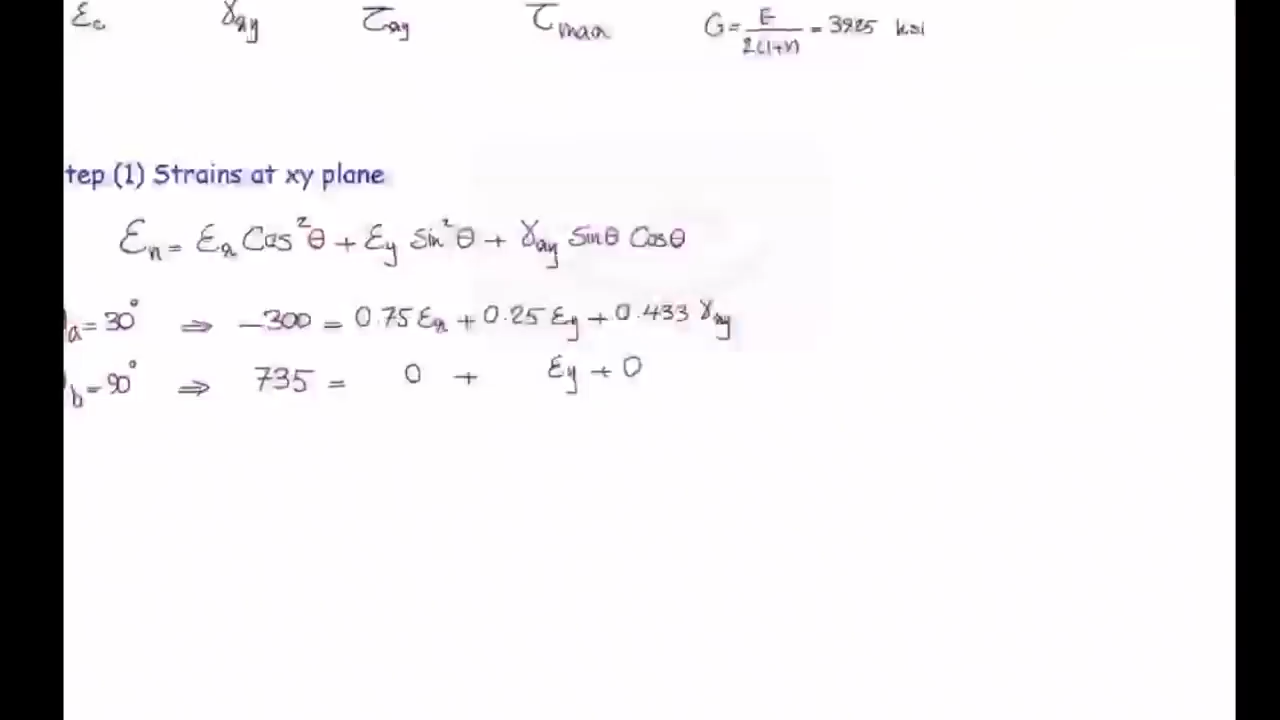 εc γxy τxy τmax G = E / 2(1+ν) = 3985 ksi
tep (1) Strains at xy plane
εn = εx Cos²θ + εy Sin²θ + γxy Sinθ Cosθ
a = 30° ⇒ -300 = 0.75 εx + 0.25 εy + 0.433 γxy
b = 90° ⇒ 735 = 0 + εy + 0